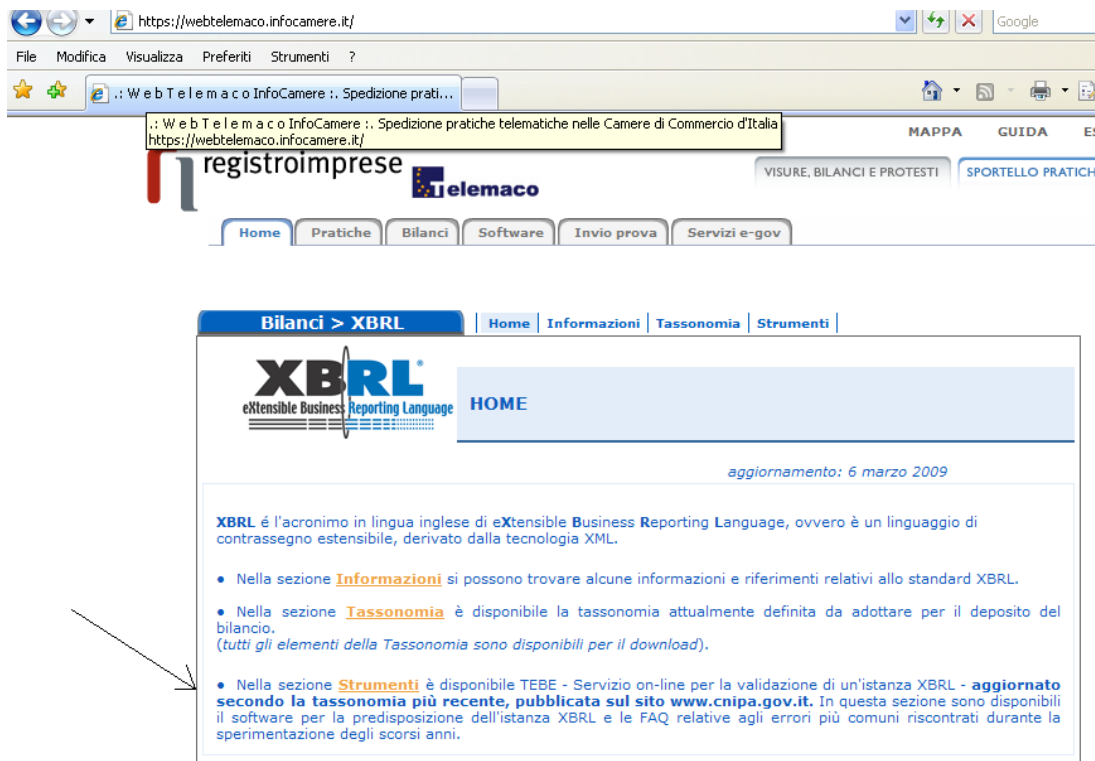 https://webtelemaco.infocamere.it/
Google
File Modifica Visualizza Preferiti Strumenti ?
.: W e b T e l e m a c o InfoCamere :. Spedizione prati...
.: W e b T e l e m a c o InfoCamere :. Spedizione pratiche telematiche nelle Camere di Commercio d'Italia
https://webtelemaco.infocamere.it/
MAPPA GUIDA
registroimprese
Telemaco
VISURE, BILANCI E PROTESTI SPORTELLO PRATICH
Home Pratiche Bilanci Software Invio prova Servizi e-gov
Bilanci > XBRL Home Informazioni Tassonomia Strumenti
XBRL
eXtensible Business Reporting Language
HOME
aggiornamento: 6 marzo 2009
XBRL é l'acronimo in lingua inglese di eXtensible Business Reporting Language, ovvero è un linguaggio di
contrassegno estensibile, derivato dalla tecnologia XML.
• Nella sezione Informazioni si possono trovare alcune informazioni e riferimenti relativi allo standard XBRL.
• Nella sezione Tassonomia è disponibile la tassonomia attualmente definita da adottare per il deposito del
bilancio.
(tutti gli elementi della Tassonomia sono disponibili per il download).
• Nella sezione Strumenti è disponibile TEBE - Servizio on-line per la validazione di un'istanza XBRL - aggiornato
secondo la tassonomia più recente, pubblicata sul sito www.cnipa.gov.it. In questa sezione sono disponibili
il software per la predisposizione dell'istanza XBRL e le FAQ relative agli errori più comuni riscontrati durante la
sperimentazione degli scorsi anni.